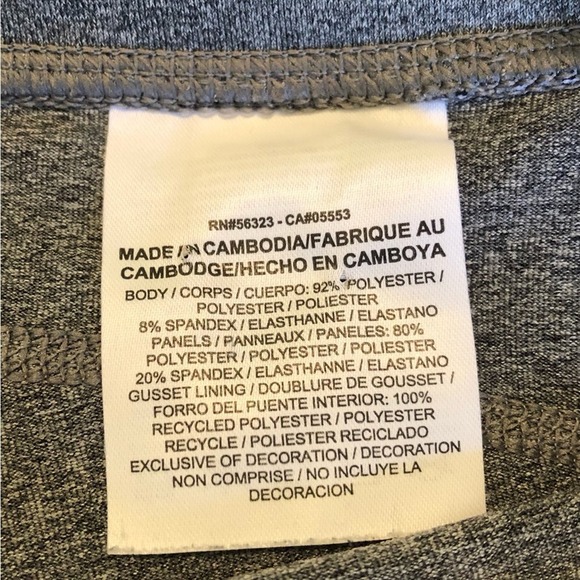 RN#56323 - CA#05553
MADE IN CAMBODIA/FABRIQUE AU
CAMBODGE/HECHO EN CAMBOYA
BODY / CORPS / CUERPO: 92% POLYESTER /
POLYESTER / POLIESTER
8% SPANDEX / ELASTHANNE / ELASTANO
PANELS / PANNEAUX / PANELES: 80%
POLYESTER / POLYESTER / POLIESTER
20% SPANDEX / ELASTHANNE / ELASTANO
GUSSET LINING / DOUBLURE DE GOUSSET /
FORRO DEL PUENTE INTERIOR: 100%
RECYCLED POLYESTER / POLYESTER
RECYCLE / POLIESTER RECICLADO
EXCLUSIVE OF DECORATION / DECORATION
NON COMPRISE / NO INCLUYE LA
DECORACION